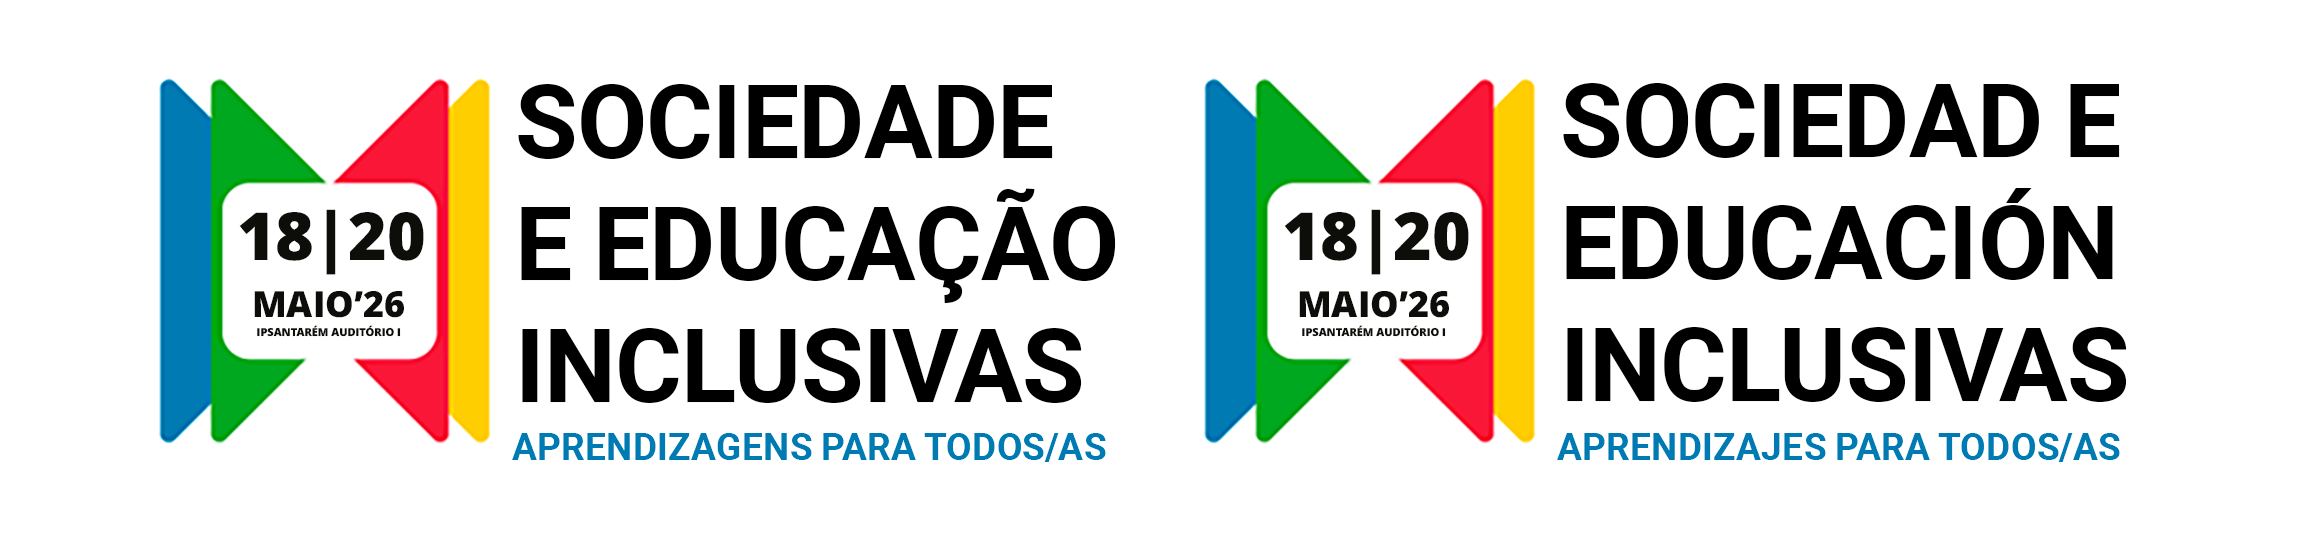 18|20
MAIO’26
IPSANTARÉM AUDITÓRIO I
SOCIEDADE
E EDUCAÇÃO
INCLUSIVAS
APRENDIZAGENS PARA TODOS/AS
18|20
MAIO’26
IPSANTARÉM AUDITÓRIO I
SOCIEDAD E
EDUCACIÓN
INCLUSIVAS
APRENDIZAJES PARA TODOS/AS